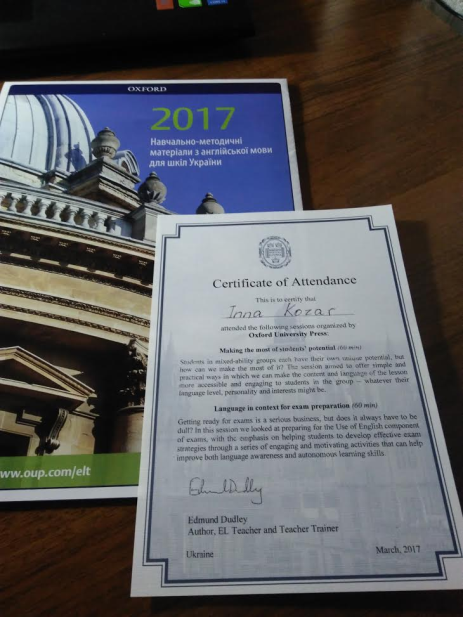 OXFORD
2017
Навчально-методичні
матеріали з англійської мови
для шкіл України
www.oup.com/elt
Certificate of Attendance
This is to certify that
Inna Kozar
attended the following sessions organized by
Oxford University Press:
Making the most of students' potential (60 min)
Students in mixed-ability groups each have their own unique potential, but
how can we make the most of it? The session aimed to offer simple and
practical ways in which we can make the content and language of the lesson
more accessible and engaging to students in the group – whatever their
language level, personality and interests might be.
Language in context for exam preparation (60 min)
Getting ready for exams is a serious business, but does it always have to be
dull? In this session we looked at preparing for the Use of English component
of exams, with the emphasis on helping students to develop effective exam
strategies through a series of engaging and motivating activities that can help
improve both language awareness and autonomous learning skills.
Edmund Dudley
Edmund Dudley
Author, EL Teacher and Teacher Trainer
Ukraine
March, 2017